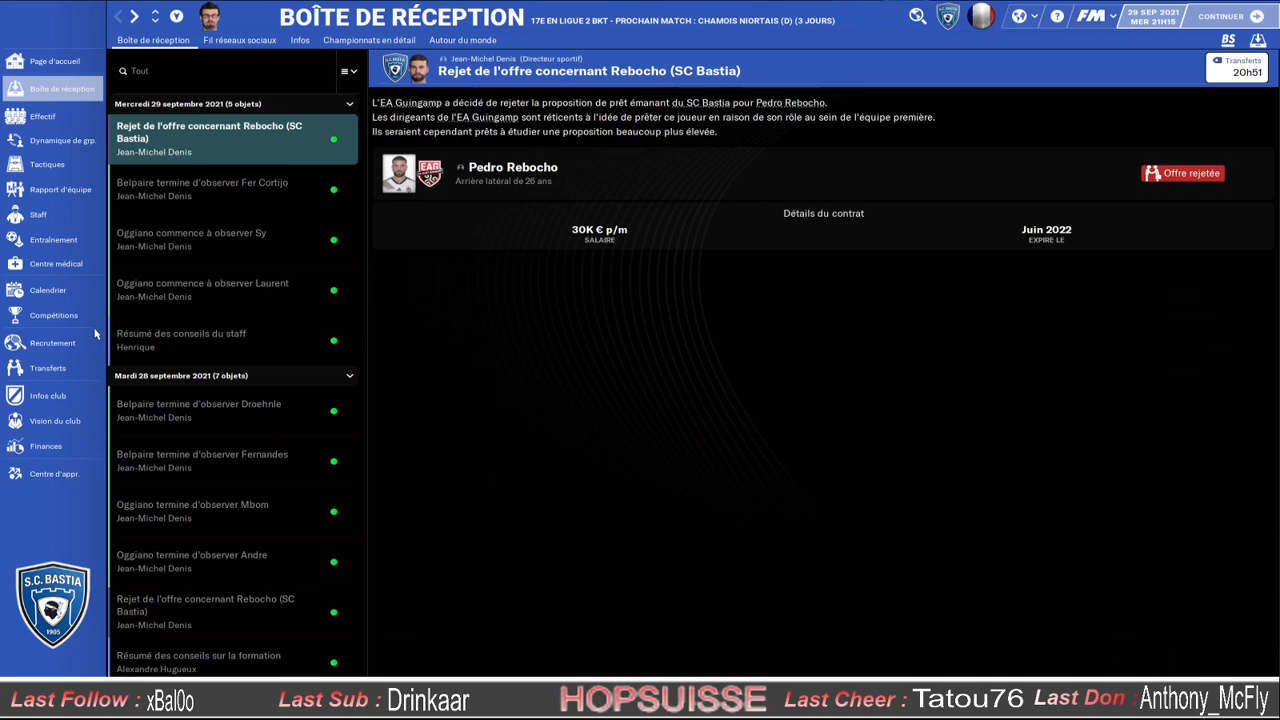 BOÎTE DE RÉCEPTION
17E EN LIGUE 2 BKT - PROCHAIN MATCH : CHAMOIS NIORTAIS (D) (3 JOURS)
FM
29 SEP 2021
MER 21H15
CONTINUER
Boîte de réception
Fil réseaux sociaux
Infos
Championnats en détail
Autour du monde
BS
Page d'accueil
Boîte de réception
Effectif
Dynamique de grp.
Tactiques
Rapport d'équipe
Staff
Entraînement
Centre médical
Calendrier
Compétitions
Recrutement
Transferts
Infos club
Vision du club
Finances
Centre d'appr.
S.C. BASTIA
1905
Tout
Mercredi 29 septembre 2021 (5 objets)
Rejet de l'offre concernant Rebocho (SC
Bastia)
Jean-Michel Denis
Belpaire termine d'observer Fer Cortijo
Jean-Michel Denis
Oggiano commence à observer Sy
Jean-Michel Denis
Oggiano commence à observer Laurent
Jean-Michel Denis
Résumé des conseils du staff
Henrique
Mardi 28 septembre 2021 (7 objets)
Belpaire termine d'observer Droehnle
Jean-Michel Denis
Belpaire termine d'observer Fernandes
Jean-Michel Denis
Oggiano termine d'observer Mbom
Jean-Michel Denis
Oggiano termine d'observer Andre
Jean-Michel Denis
Rejet de l'offre concernant Rebocho (SC
Bastia)
Jean-Michel Denis
Résumé des conseils sur la formation
Alexandre Hugueux
Jean-Michel Denis (Directeur sportif)
Rejet de l'offre concernant Rebocho (SC Bastia)
Transferts
20h51
L'EA Guingamp a décidé de rejeter la proposition de prêt émanant du SC Bastia pour Pedro Rebocho.
Les dirigeants de l'EA Guingamp sont réticents à l'idée de prêter ce joueur en raison de son rôle au sein de l'équipe première.
Ils seraient cependant prêts à étudier une proposition beaucoup plus élevée.
EAG
Pedro Rebocho
Arrière latéral de 26 ans
Offre rejetée
Détails du contrat
30K € p/m
SALAIRE
Juin 2022
EXPIRE LE
Last Follow : xBal0o
Last Sub : Drinkaar
HOPSUISSE
Last Cheer : Tatou76
Last Don : Anthony_McFly